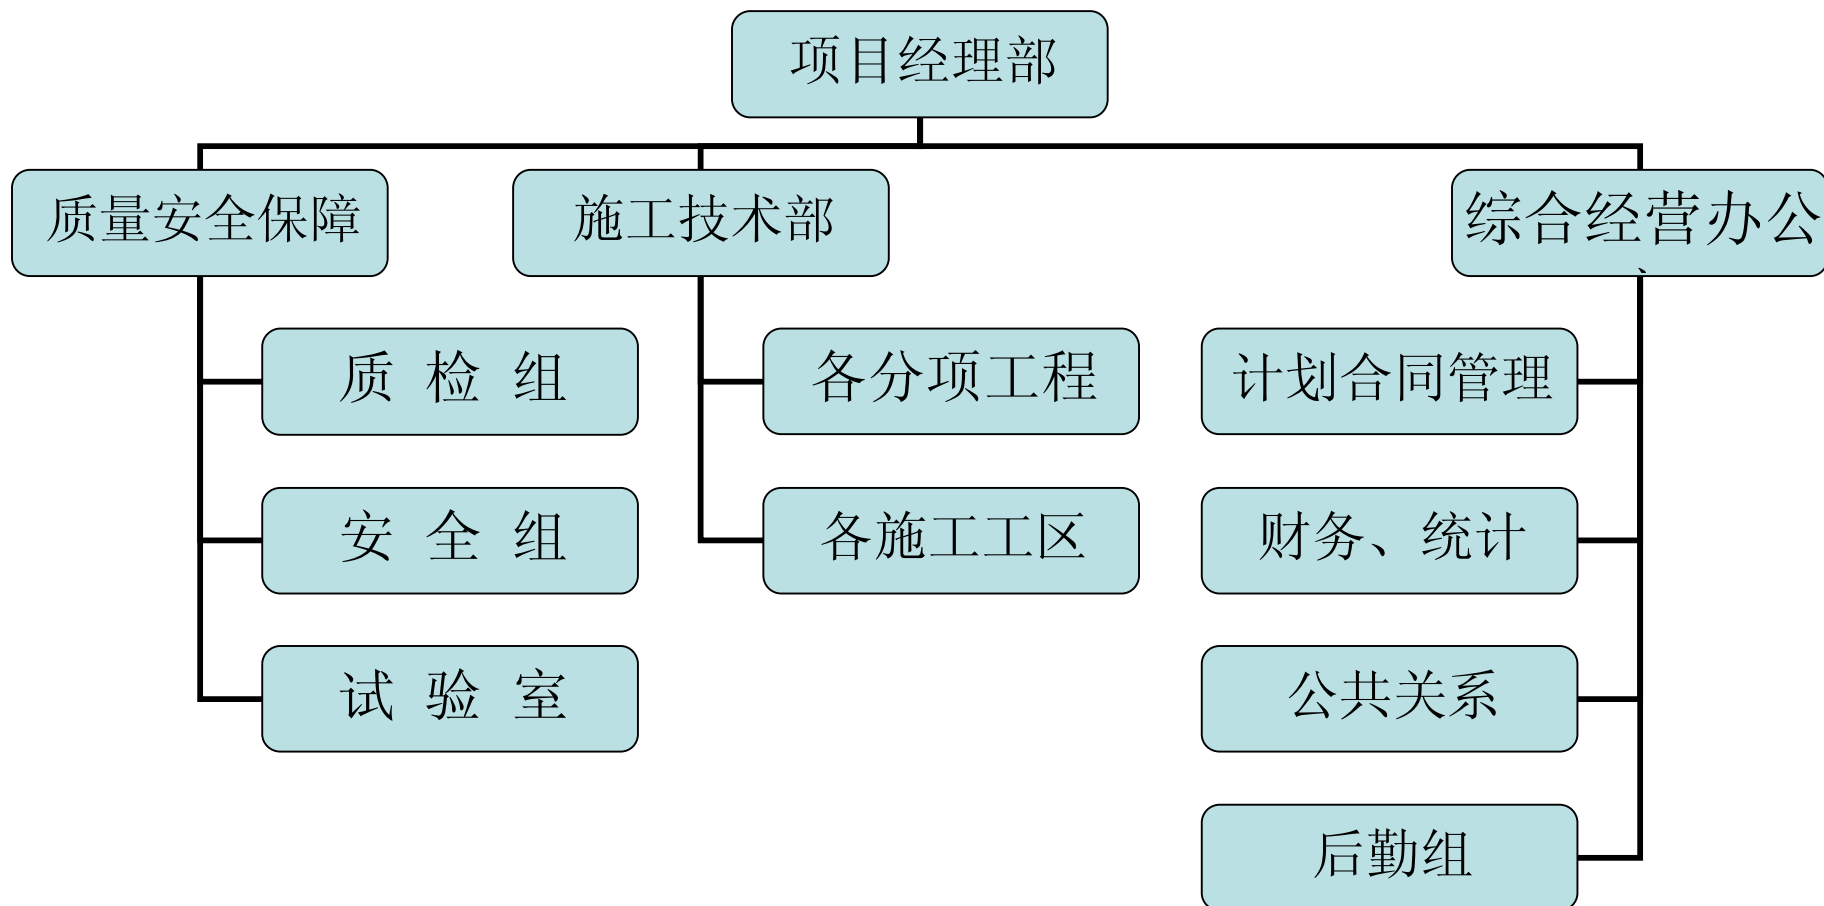 项目经理部
质量安全保障
施工技术部
综合经营办公
质 检 组
各分项工程
计划合同管理
安 全 组
各施工工区
财务、统计
试 验 室
公共关系
后勤组